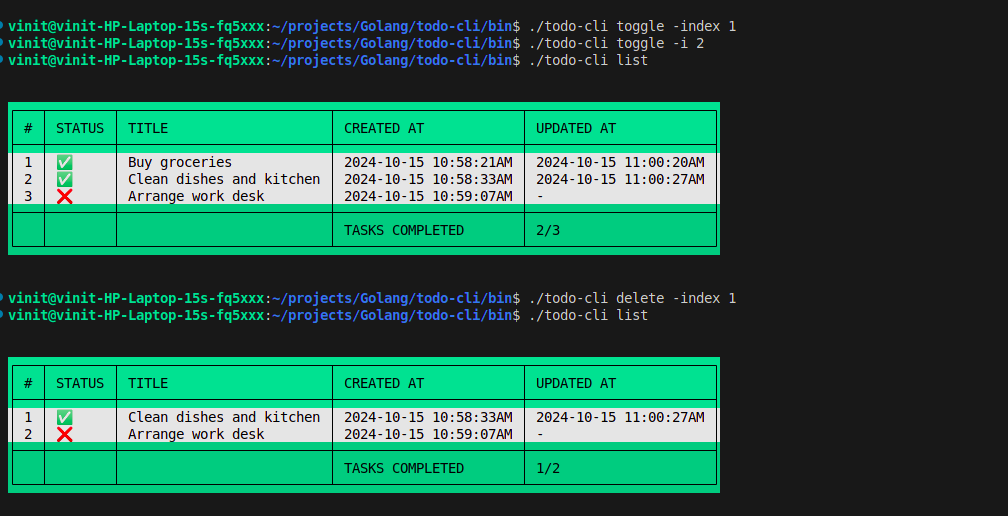 vinit@vinit-HP-Laptop-15s-fq5xxx:~/projects/Golang/todo-cli/bin$ ./todo-cli toggle -index 1
vinit@vinit-HP-Laptop-15s-fq5xxx:~/projects/Golang/todo-cli/bin$ ./todo-cli toggle -i 2
vinit@vinit-HP-Laptop-15s-fq5xxx:~/projects/Golang/todo-cli/bin$ ./todo-cli list
# STATUS TITLE CREATED AT UPDATED AT
1 ✅ Buy groceries 2024-10-15 10:58:21AM 2024-10-15 11:00:20AM
2 ✅ Clean dishes and kitchen 2024-10-15 10:58:33AM 2024-10-15 11:00:27AM
3 ❌ Arrange work desk 2024-10-15 10:59:07AM -
TASKS COMPLETED 2/3
vinit@vinit-HP-Laptop-15s-fq5xxx:~/projects/Golang/todo-cli/bin$ ./todo-cli delete -index 1
vinit@vinit-HP-Laptop-15s-fq5xxx:~/projects/Golang/todo-cli/bin$ ./todo-cli list
# STATUS TITLE CREATED AT UPDATED AT
1 ✅ Clean dishes and kitchen 2024-10-15 10:58:33AM 2024-10-15 11:00:27AM
2 ❌ Arrange work desk 2024-10-15 10:59:07AM -
TASKS COMPLETED 1/2